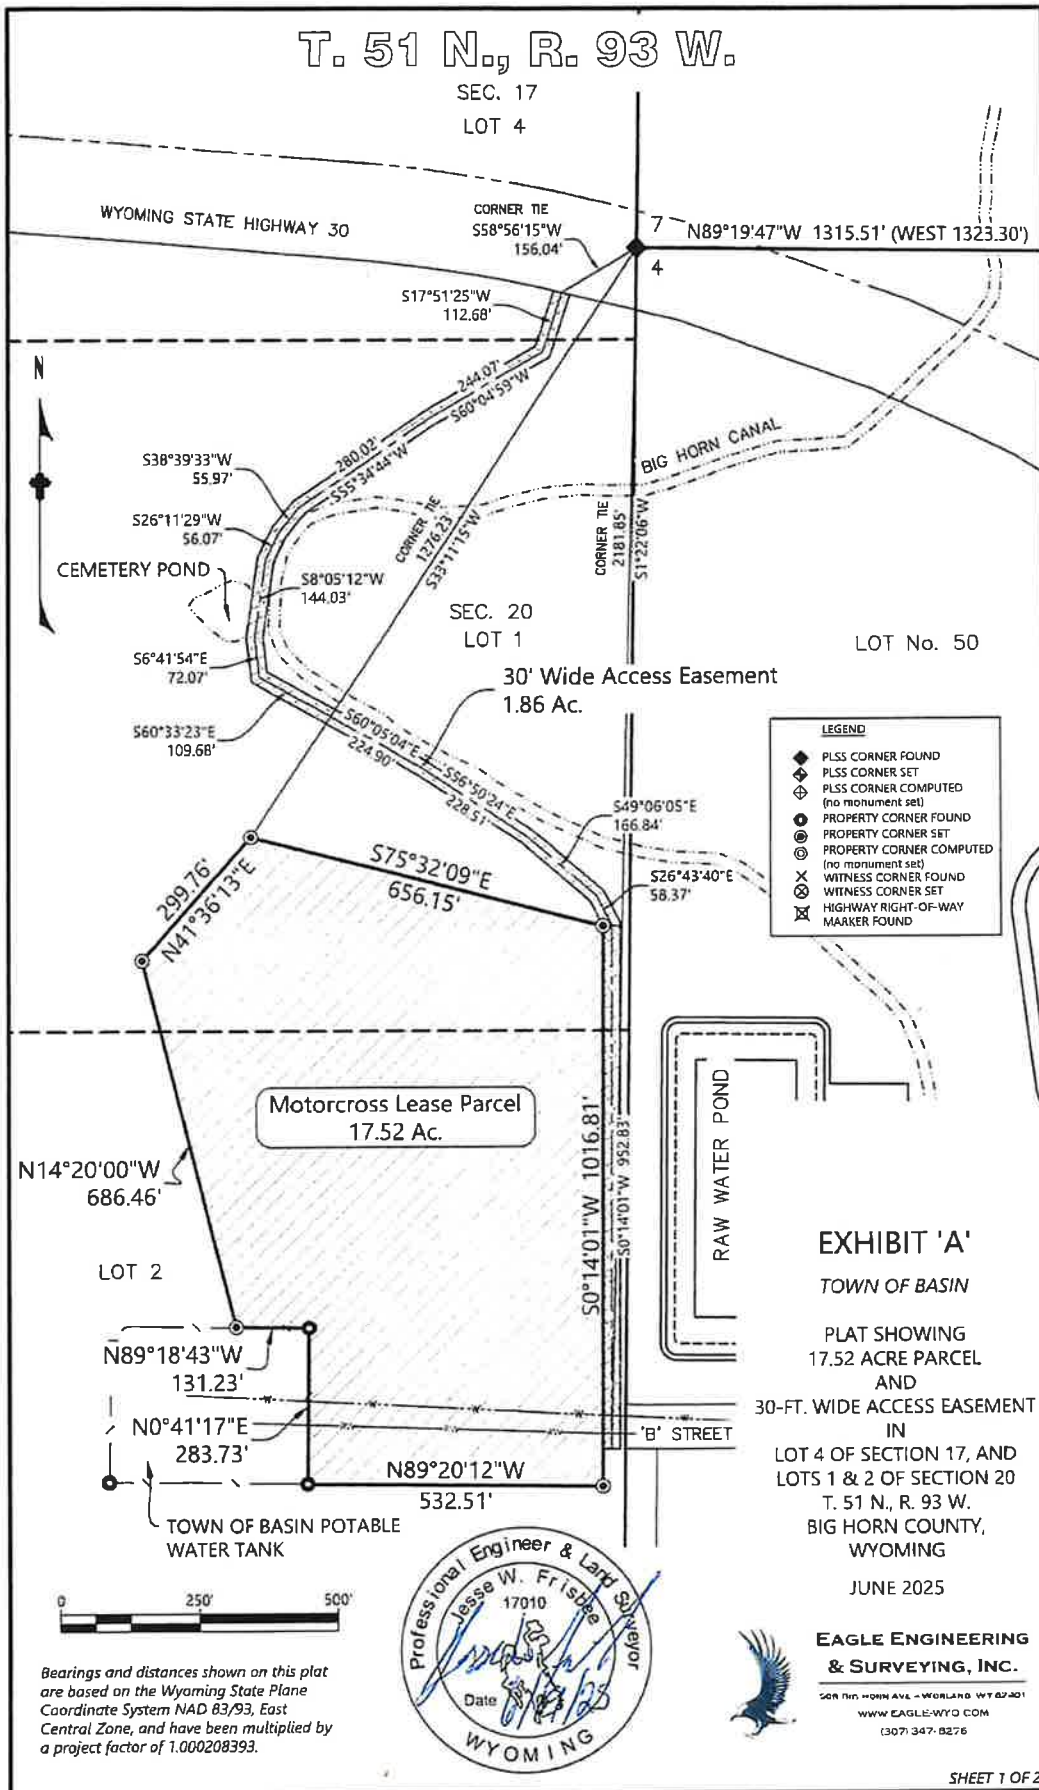 T. 51 N., R. 93 W.
SEC. 17
LOT 4
WYOMING STATE HIGHWAY 30
CORNER TIE
S58°56'15"W
156.04'
7
N89°19'47"W 1315.51' (WEST 1323.30')
4
S17°51'25"W
112.68'
N
244.07'
S60°04'59"W
280.02'
S55°34'44"W
S38°39'33"W
55.97'
BIG HORN CANAL
S26°11'29"W
56.07'
CORNER TIE
1276.23'
S33°11'15"W
CORNER TIE
2181.85'
S1°22'06"W
CEMETERY POND
S8°05'12"W
144.03'
SEC. 20
LOT 1
LOT No. 50
S6°41'54"E
72.07'
30' Wide Access Easement
1.86 Ac.
S60°33'23"E
109.68'
S60°05'04"E
224.90'
S56°50'24"E
228.51'
LEGEND
PLSS CORNER FOUND
PLSS CORNER SET
PLSS CORNER COMPUTED
(no monument set)
PROPERTY CORNER FOUND
PROPERTY CORNER SET
PROPERTY CORNER COMPUTED
(no monument set)
WITNESS CORNER FOUND
WITNESS CORNER SET
HIGHWAY RIGHT-OF-WAY
MARKER FOUND
S49°06'05"E
166.84'
S26°43'40"E
58.37'
299.76'
N41°36'13"E
S75°32'09"E
656.15'
Motorcross Lease Parcel
17.52 Ac.
S0°14'01"W 1016.81'
S0°14'01"W 952.83'
RAW WATER POND
N14°20'00"W
686.46'
LOT 2
N89°18'43"W
131.23'
N0°41'17"E
283.73'
W
W
W
W
W
'B' STREET
N89°20'12"W
532.51'
TOWN OF BASIN POTABLE
WATER TANK
EXHIBIT 'A'
TOWN OF BASIN
PLAT SHOWING
17.52 ACRE PARCEL
AND
30-FT. WIDE ACCESS EASEMENT
IN
LOT 4 OF SECTION 17, AND
LOTS 1 & 2 OF SECTION 20
T. 51 N., R. 93 W.
BIG HORN COUNTY,
WYOMING
JUNE 2025
0 250' 500'
Bearings and distances shown on this plat
are based on the Wyoming State Plane
Coordinate System NAD 83/93, East
Central Zone, and have been multiplied by
a project factor of 1.000208393.
Professional Engineer & Land Surveyor
Jesse W. Frisbee
17010
Date
WYOMING
EAGLE ENGINEERING
& SURVEYING, INC.
AVE - WORLAND WY 82401
WWW.EAGLE-WYO.COM
(307) 347-8276
SHEET 1 OF 2